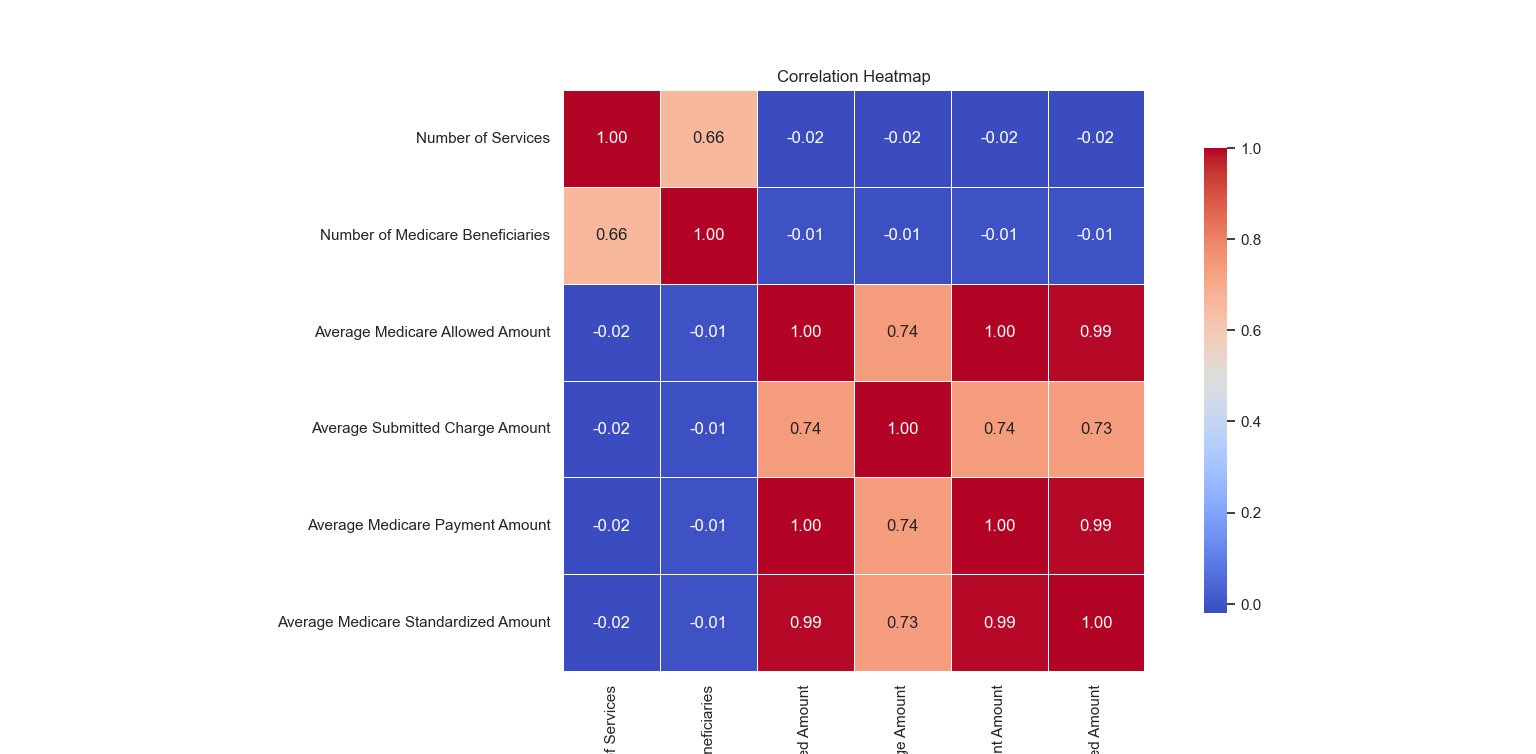 Correlation Heatmap
Number of Services 1.00 0.66 -0.02 -0.02 -0.02 -0.02
Number of Medicare Beneficiaries 0.66 1.00 -0.01 -0.01 -0.01 -0.01
Average Medicare Allowed Amount -0.02 -0.01 1.00 0.74 1.00 0.99
Average Submitted Charge Amount -0.02 -0.01 0.74 1.00 0.74 0.73
Average Medicare Payment Amount -0.02 -0.01 1.00 0.74 1.00 0.99
Average Medicare Standardized Amount -0.02 -0.01 0.99 0.73 0.99 1.00
1.0
0.8
0.6
0.4
0.2
0.0
Services
Amount
Amount
Amount
Amount